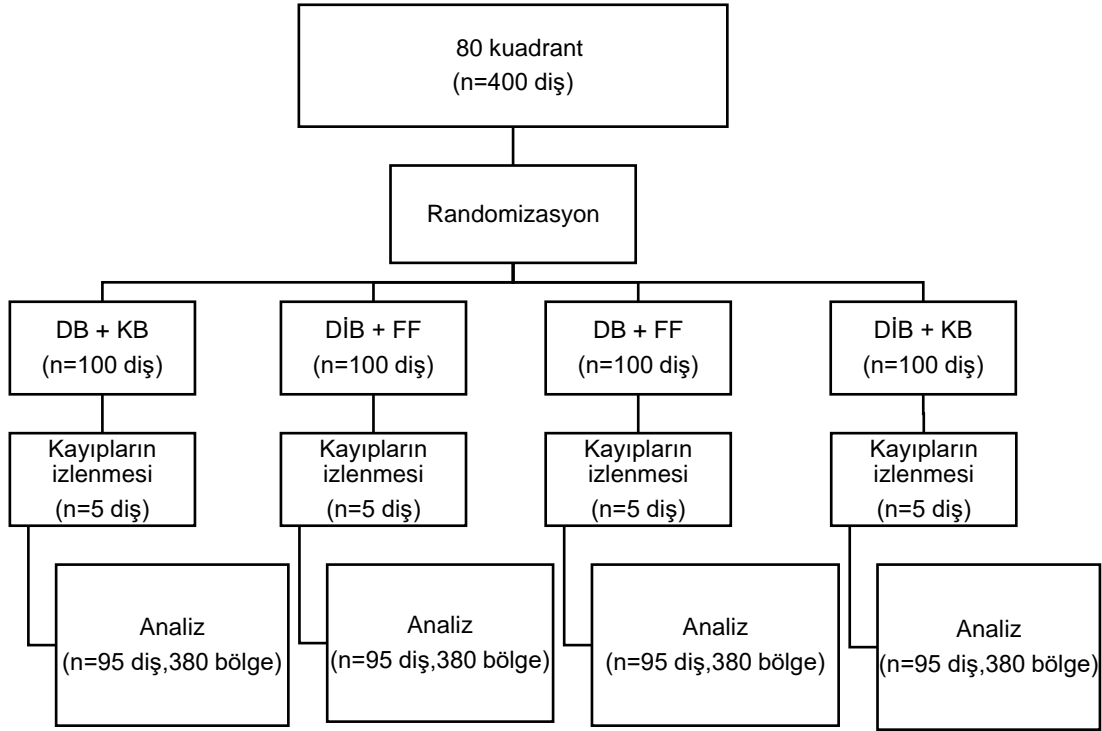 80 kuadrant
(n=400 diş)
Randomizasyon
DB + KB
(n=100 diş)
DİB + FF
(n=100 diş)
DB + FF
(n=100 diş)
DİB + KB
(n=100 diş)
Kayıpların
izlenmesi
(n=5 diş)
Kayıpların
izlenmesi
(n=5 diş)
Kayıpların
izlenmesi
(n=5 diş)
Kayıpların
izlenmesi
(n=5 diş)
Analiz
(n=95 diş,380 bölge)
Analiz
(n=95 diş,380 bölge)
Analiz
(n=95 diş,380 bölge)
Analiz
(n=95 diş,380 bölge)